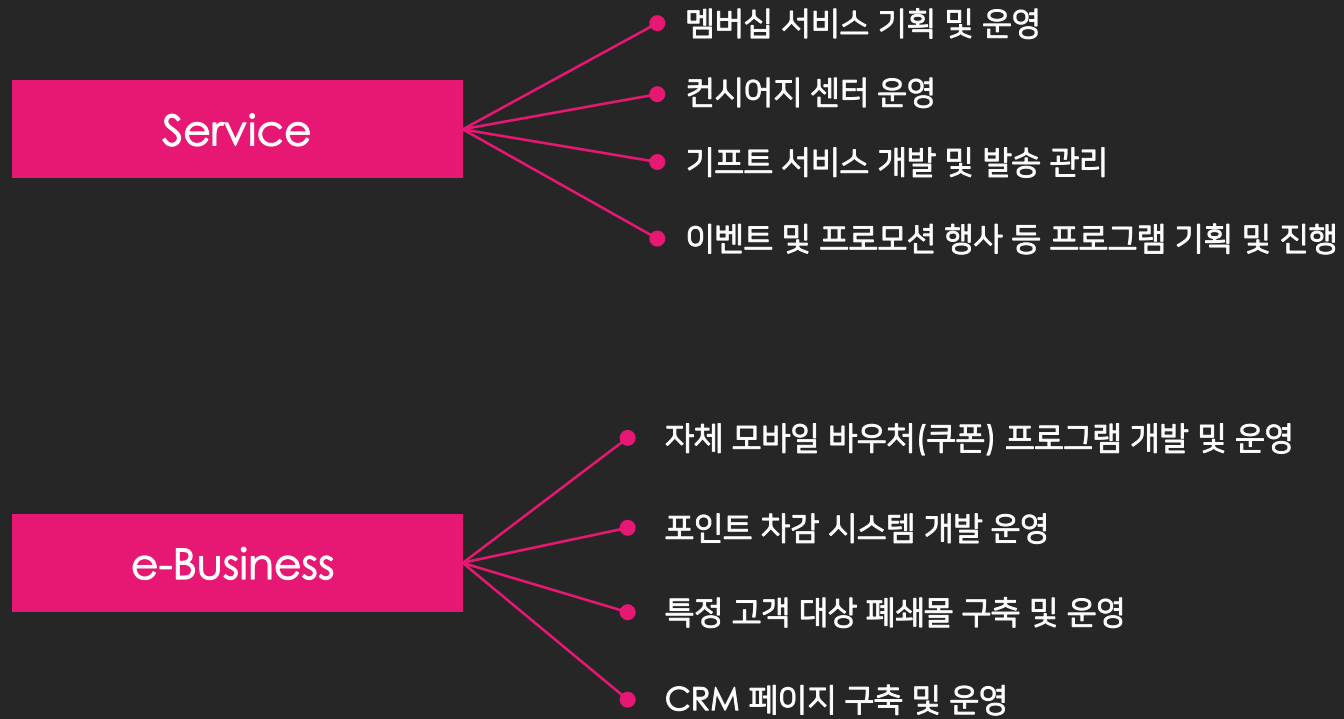 Service
멤버십 서비스 기획 및 운영
컨시어지 센터 운영
기프트 서비스 개발 및 발송 관리
이벤트 및 프로모션 행사 등 프로그램 기획 및 진행
e-Business
자체 모바일 바우처(쿠폰) 프로그램 개발 및 운영
포인트 차감 시스템 개발 운영
특정 고객 대상 폐쇄몰 구축 및 운영
CRM 페이지 구축 및 운영